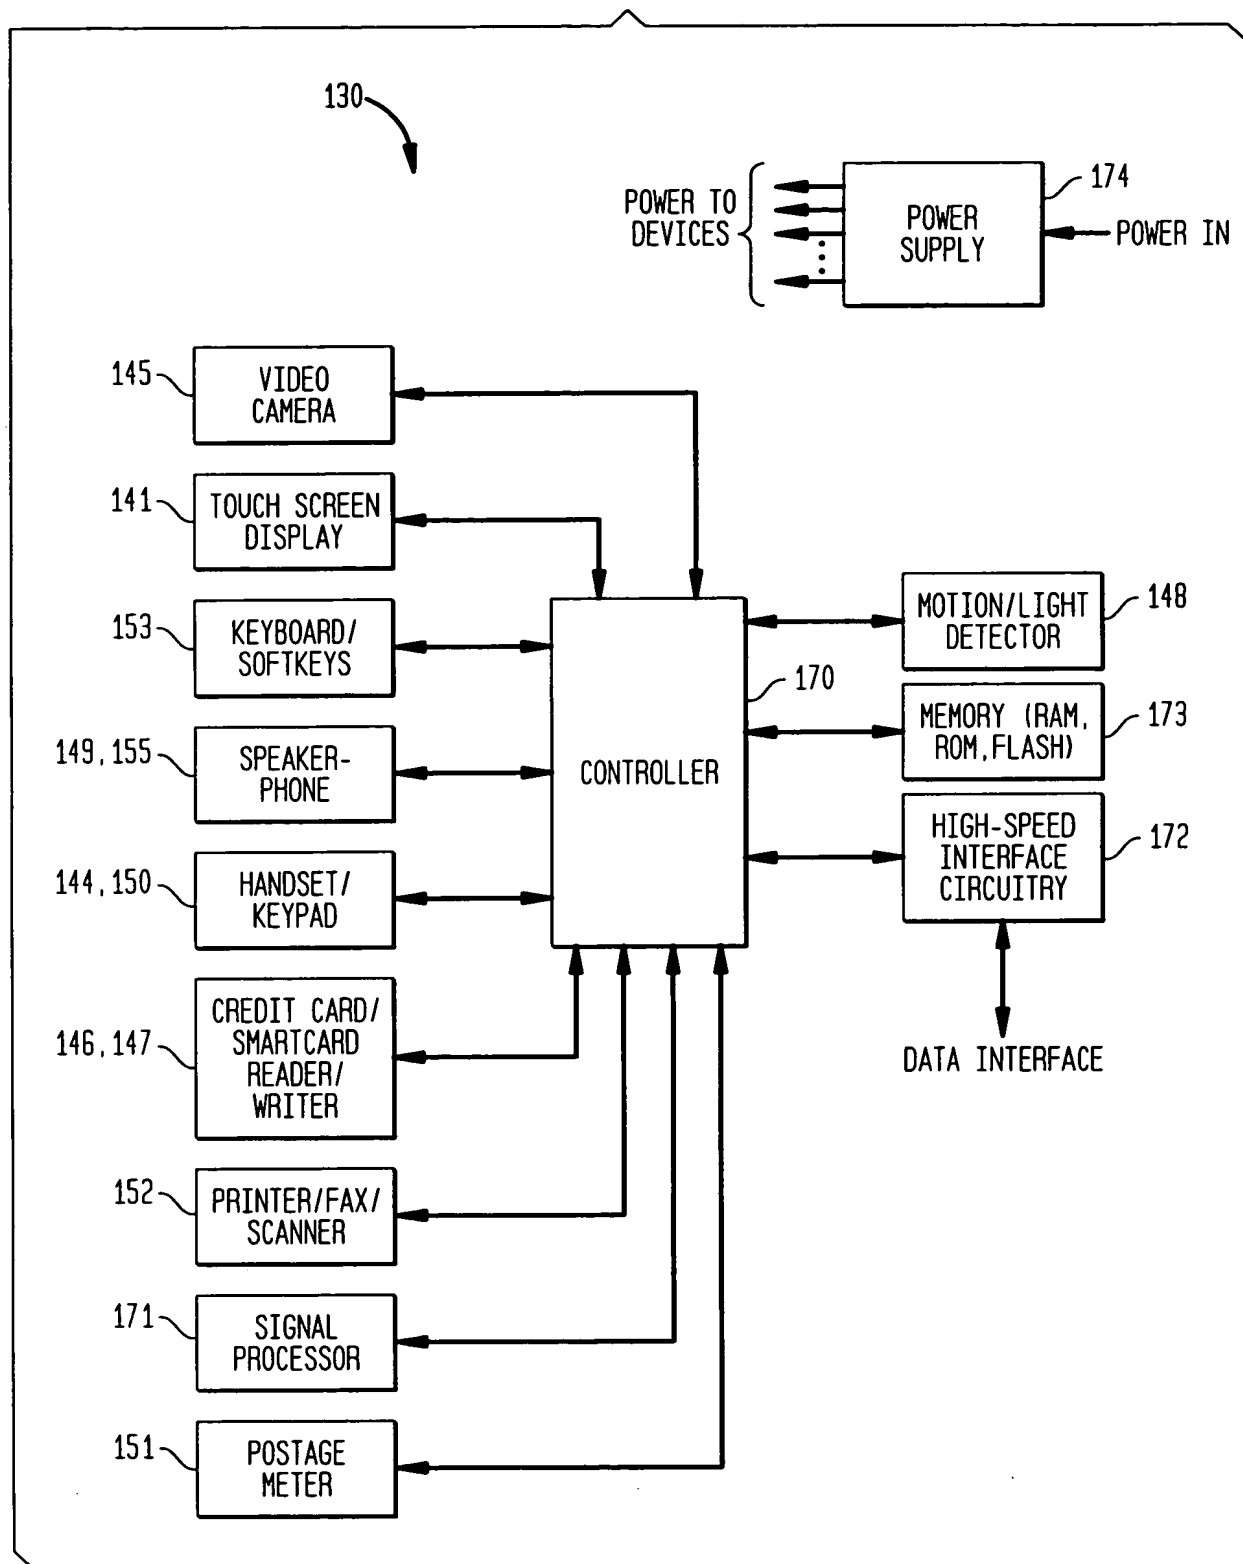 130
POWER TO
DEVICES
POWER
SUPPLY
174
POWER IN
145
VIDEO
CAMERA
141
TOUCH SCREEN
DISPLAY
153
KEYBOARD/
SOFTKEYS
149,155
SPEAKER-
PHONE
144,150
HANDSET/
KEYPAD
146,147
CREDIT CARD/
SMARTCARD
READER/
WRITER
152
PRINTER/FAX/
SCANNER
171
SIGNAL
PROCESSOR
151
POSTAGE
METER
CONTROLLER
170
MOTION/LIGHT
DETECTOR
148
MEMORY (RAM,
ROM,FLASH)
173
HIGH-SPEED
INTERFACE
CIRCUITRY
172
DATA INTERFACE